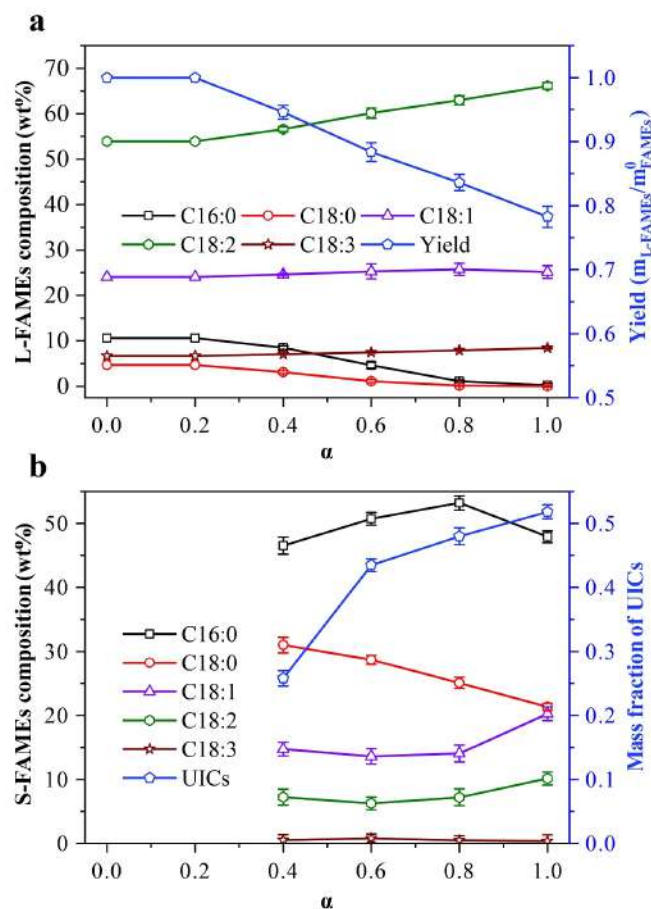 a
L-FAMEs composition (wt%)
70
60
50
40
30
20
10
0
C16:0 C18:0 C18:1
C18:2 C18:3 Yield
1.0
0.9
0.8
0.7
0.6
0.5
Yield (mL-FAMEs/m0FAMEs)
0.0 0.2 0.4 0.6 0.8 1.0
α
b
S-FAMEs composition (wt%)
50
40
30
20
10
0
C16:0
C18:0
C18:1
C18:2
C18:3
UICs
0.5
0.4
0.3
0.2
0.1
0.0
Mass fraction of UICs
0.0 0.2 0.4 0.6 0.8 1.0
α